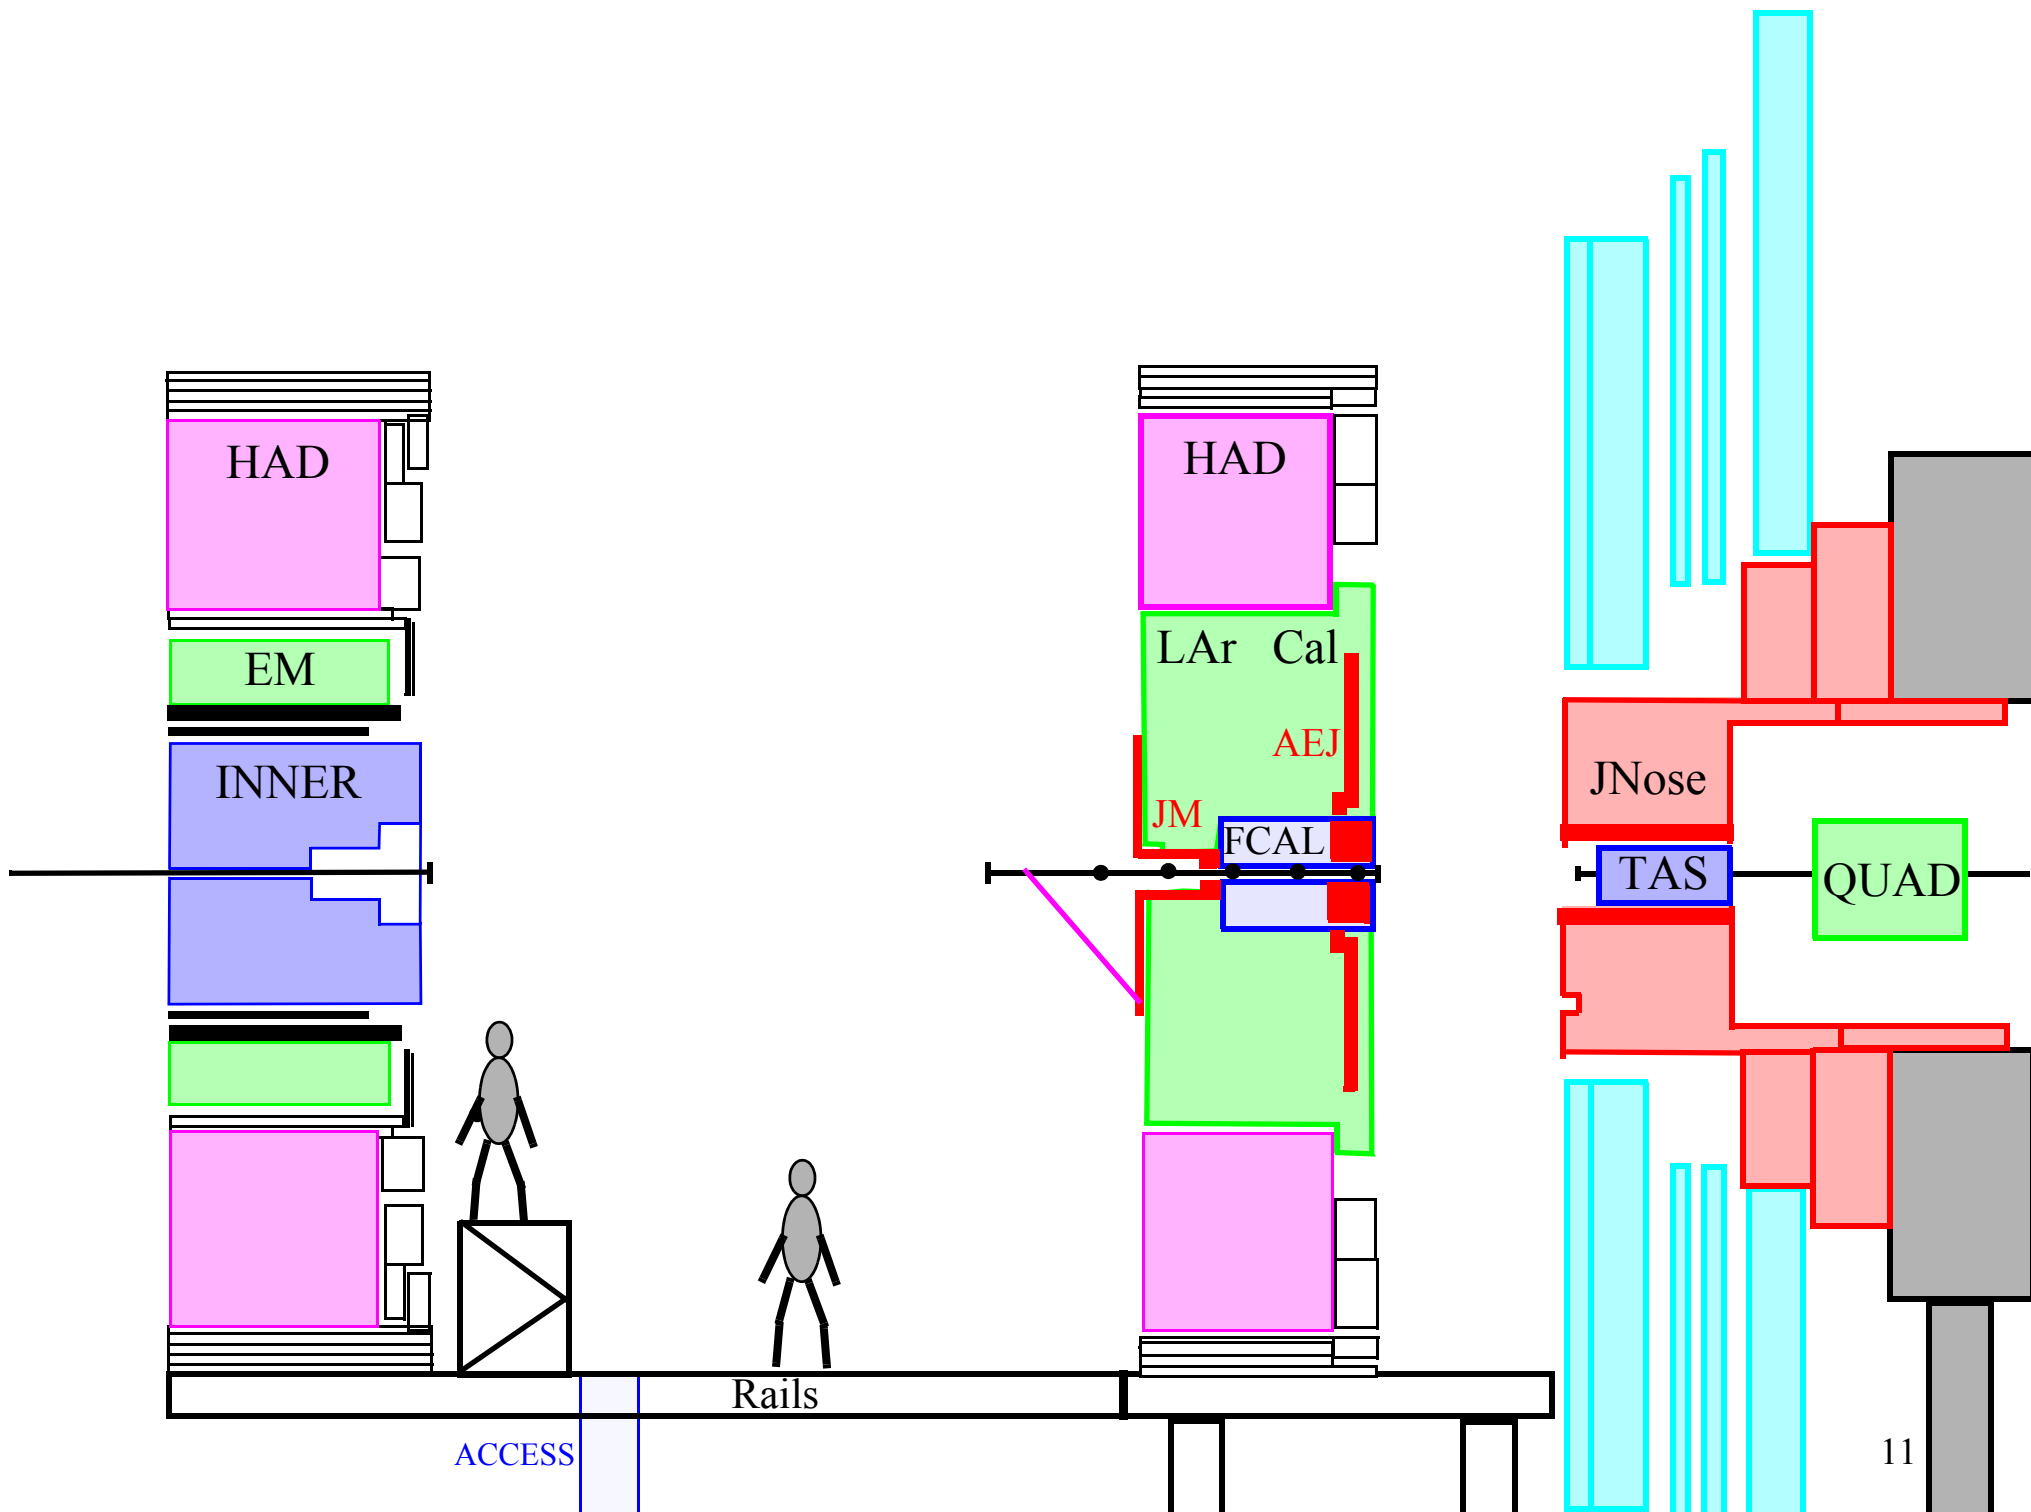 HAD
HAD
EM
LAr Cal
AEJ
INNER
JM
FCAL
JNose
TAS
QUAD
Rails
ACCESS
11